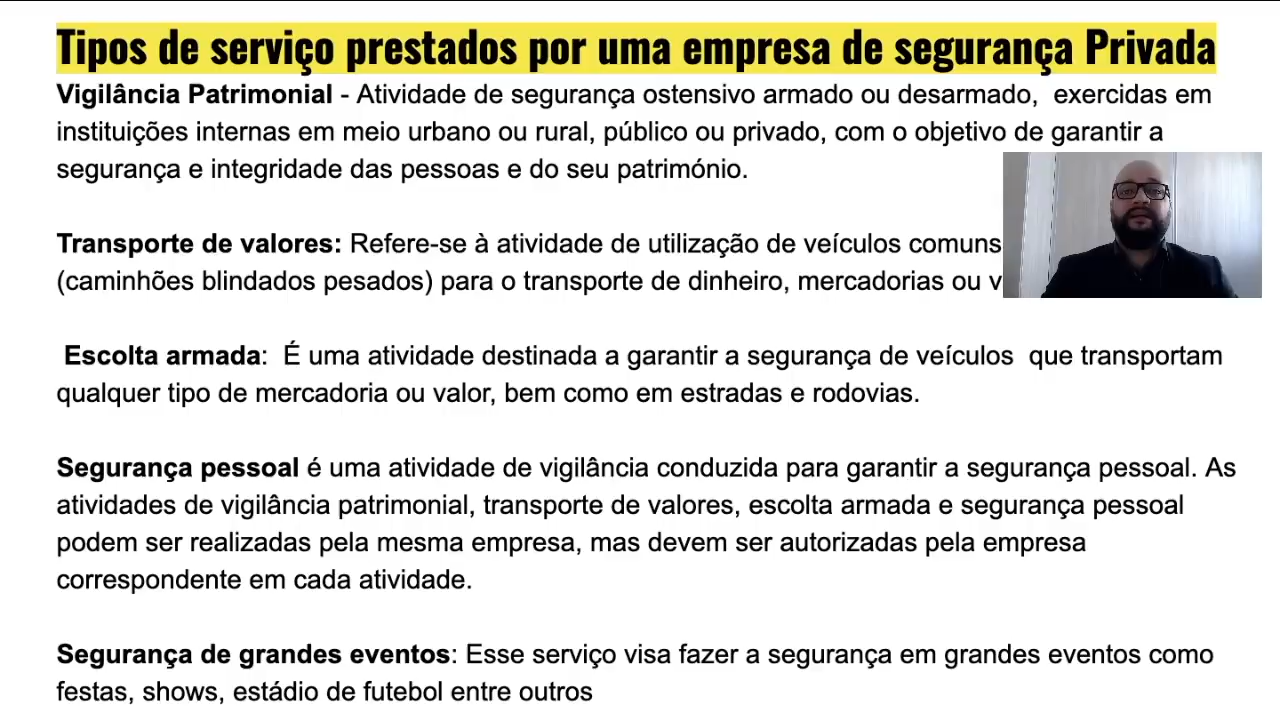 Tipos de serviço prestados por uma empresa de segurança Privada
Vigilância Patrimonial - Atividade de segurança ostensivo armado ou desarmado, exercidas em
instituições internas em meio urbano ou rural, público ou privado, com o objetivo de garantir a
segurança e integridade das pessoas e do seu património.
Transporte de valores: Refere-se à atividade de utilização de veículos comuns
(caminhões blindados pesados) para o transporte de dinheiro, mercadorias ou
Escolta armada: É uma atividade destinada a garantir a segurança de veículos que transportam
qualquer tipo de mercadoria ou valor, bem como em estradas e rodovias.
Segurança pessoal é uma atividade de vigilância conduzida para garantir a segurança pessoal. As
atividades de vigilância patrimonial, transporte de valores, escolta armada e segurança pessoal
podem ser realizadas pela mesma empresa, mas devem ser autorizadas pela empresa
correspondente em cada atividade.
Segurança de grandes eventos: Esse serviço visa fazer a segurança em grandes eventos como
festas, shows, estádio de futebol entre outros